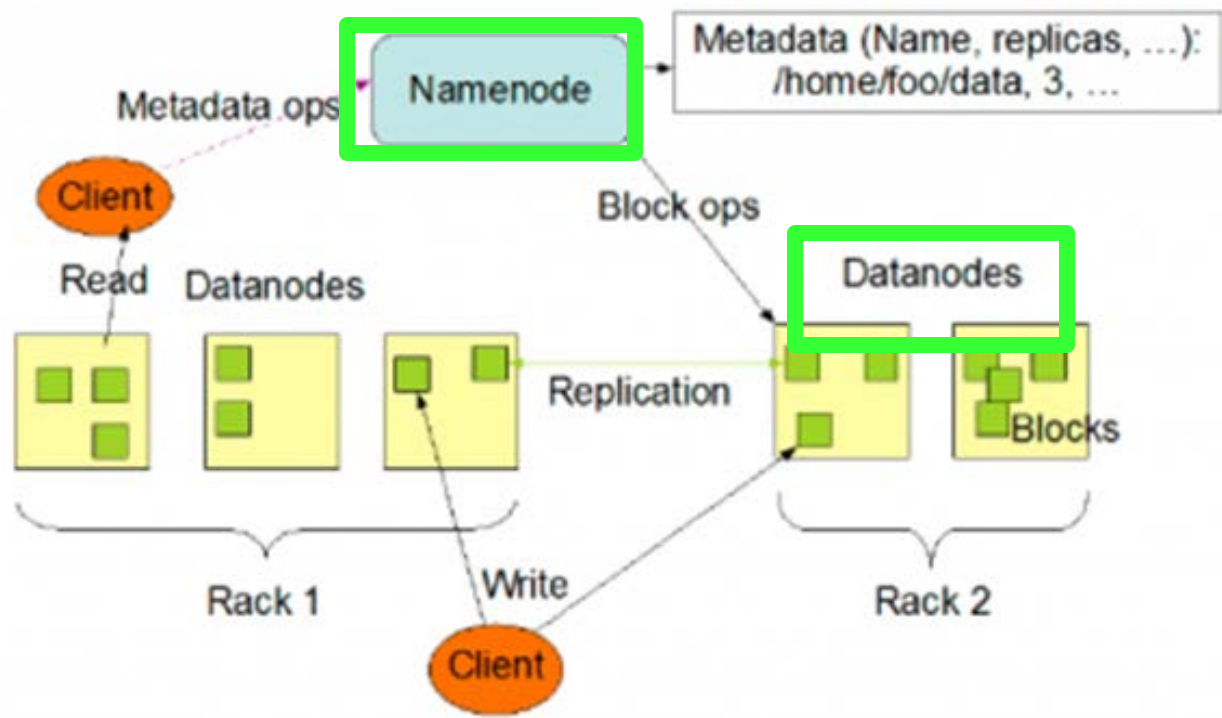 Metadata (Name, replicas, ...):
/home/foo/data, 3, ...
Namenode
Metadata ops
Client
Block ops
Read
Datanodes
Datanodes
Replication
Blocks
Rack 1
Write
Rack 2
Client